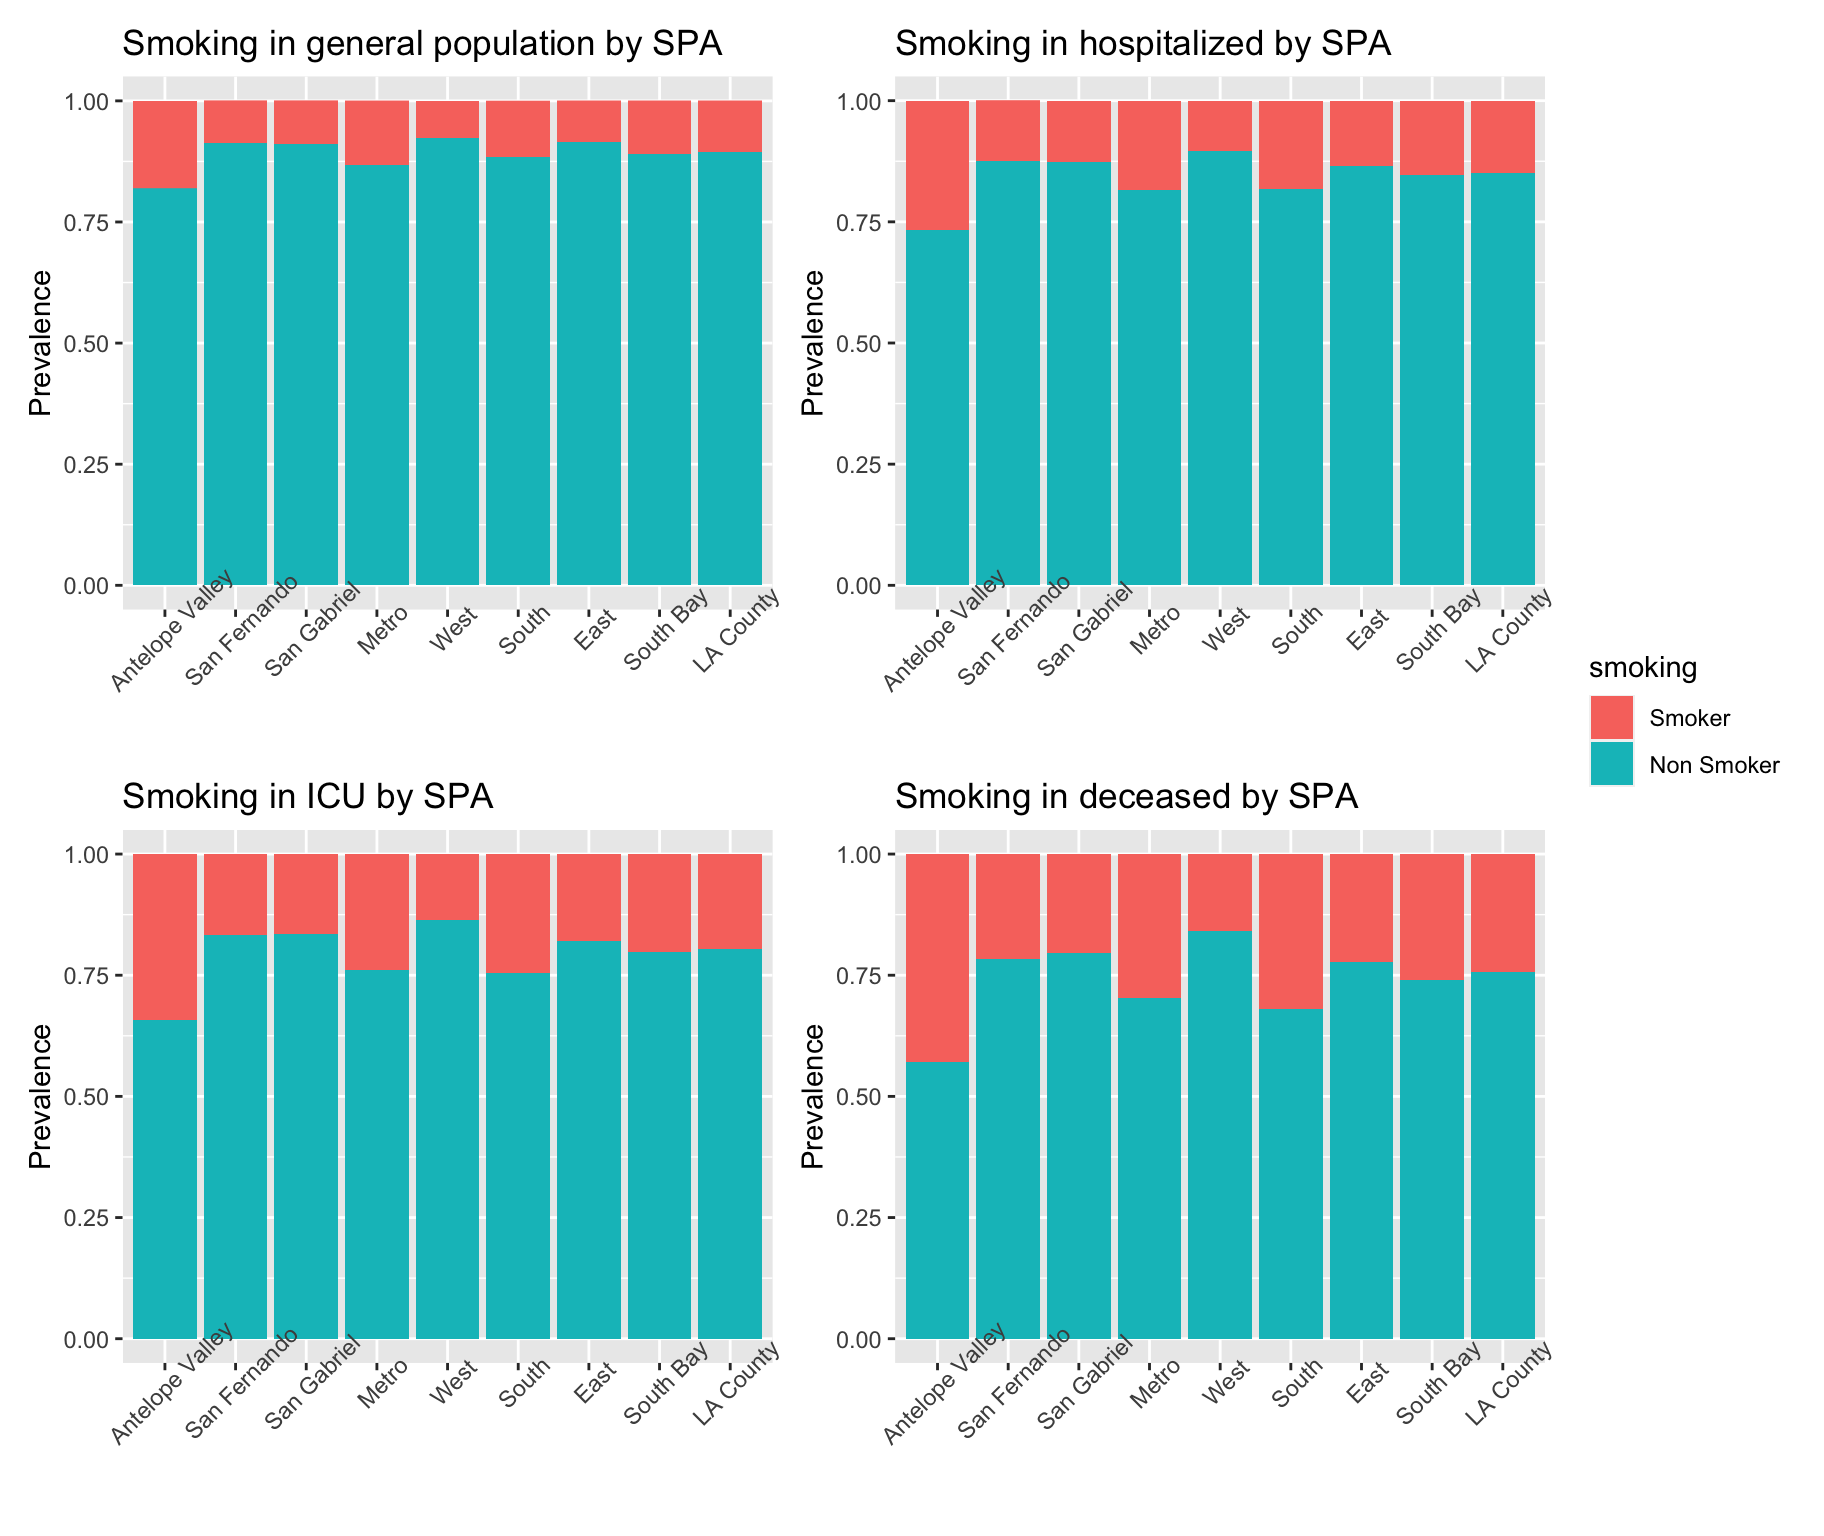 Smoking in general population by SPA
Prevalence
1.00
0.75
0.50
0.25
0.00
Antelope Valley
San Fernando
San Gabriel
Metro
West
South
East
South Bay
LA County
Smoking in hospitalized by SPA
Prevalence
1.00
0.75
0.50
0.25
0.00
Antelope Valley
San Fernando
San Gabriel
Metro
West
South
East
South Bay
LA County
smoking
Smoker
Non Smoker
Smoking in ICU by SPA
Prevalence
1.00
0.75
0.50
0.25
0.00
Antelope Valley
San Fernando
San Gabriel
Metro
West
South
East
South Bay
LA County
Smoking in deceased by SPA
Prevalence
1.00
0.75
0.50
0.25
0.00
Antelope Valley
San Fernando
San Gabriel
Metro
West
South
East
South Bay
LA County